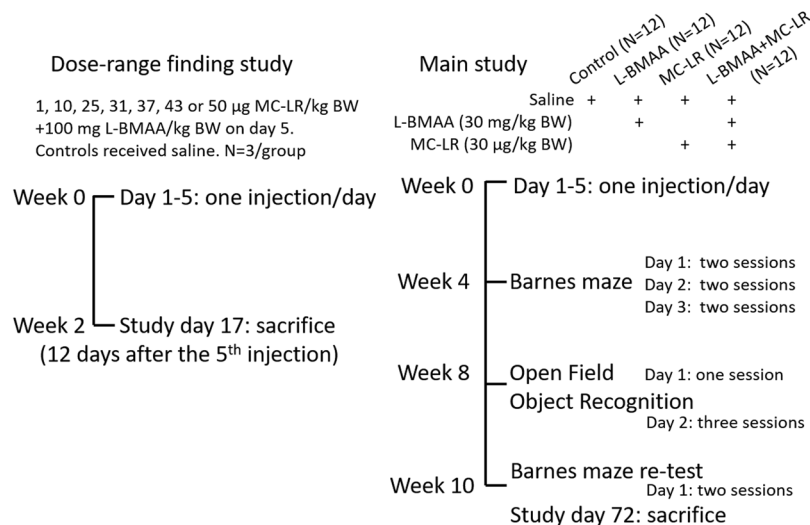 Dose-range finding study
1, 10, 25, 31, 37, 43 or 50 µg MC-LR/kg BW
+100 mg L-BMAA/kg BW on day 5.
Controls received saline. N=3/group
Week 0 Day 1-5: one injection/day
Week 2 Study day 17: sacrifice
(12 days after the 5th injection)
Main study
Control (N=12)
L-BMAA (N=12)
MC-LR (N=12)
L-BMAA+MC-LR
(N=12)
Saline + + + +
L-BMAA (30 mg/kg BW) + +
MC-LR (30 µg/kg BW) + +
Week 0 Day 1-5: one injection/day
Day 1: two sessions
Week 4 Barnes maze Day 2: two sessions
Day 3: two sessions
Week 8 Open Field Day 1: one session
Object Recognition
Day 2: three sessions
Barnes maze re-test
Week 10 Day 1: two sessions
Study day 72: sacrifice